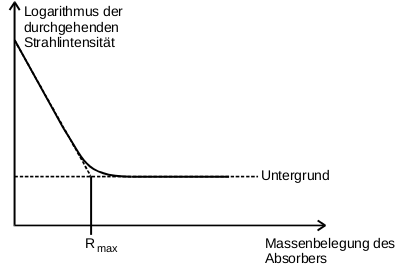 Logarithmus der
durchgehenden
Strahlintensität
Untergrund
R max
Massenbelegung des
Absorbers